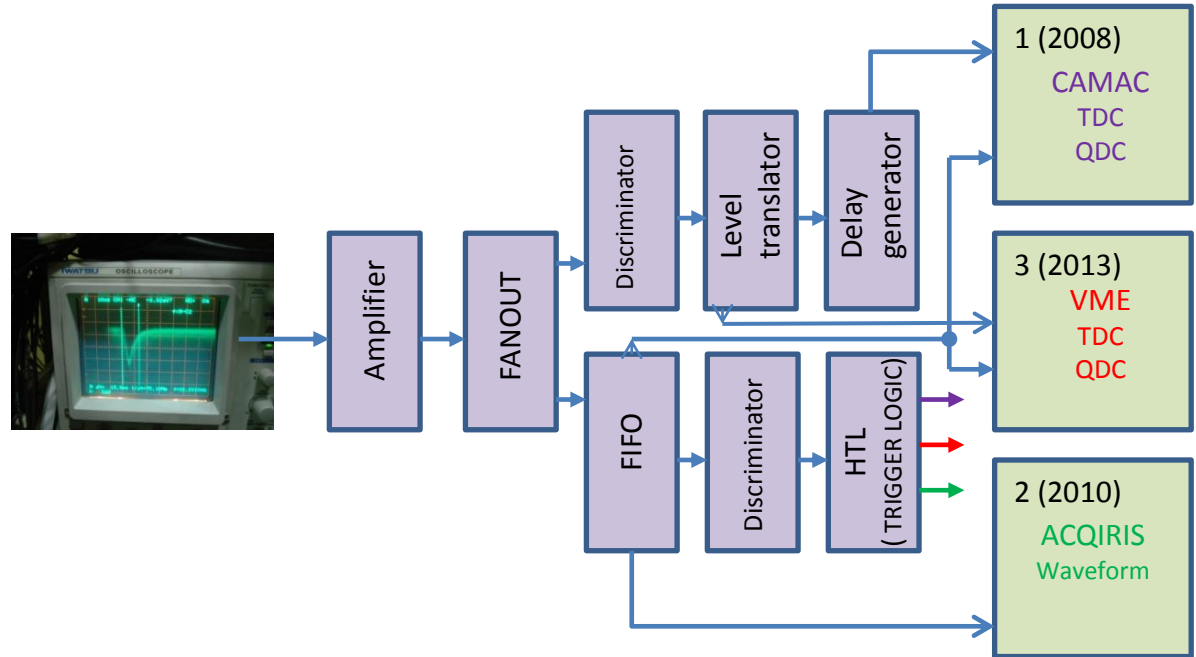 IWATSU OSCILLOSCOPE
Amplifier
FANOUT
Discriminator
Level
translator
Delay
generator
FIFO
Discriminator
HTL
( TRIGGER LOGIC)
1 (2008)
CAMAC
TDC
QDC
3 (2013)
VME
TDC
QDC
2 (2010)
ACQIRIS
Waveform